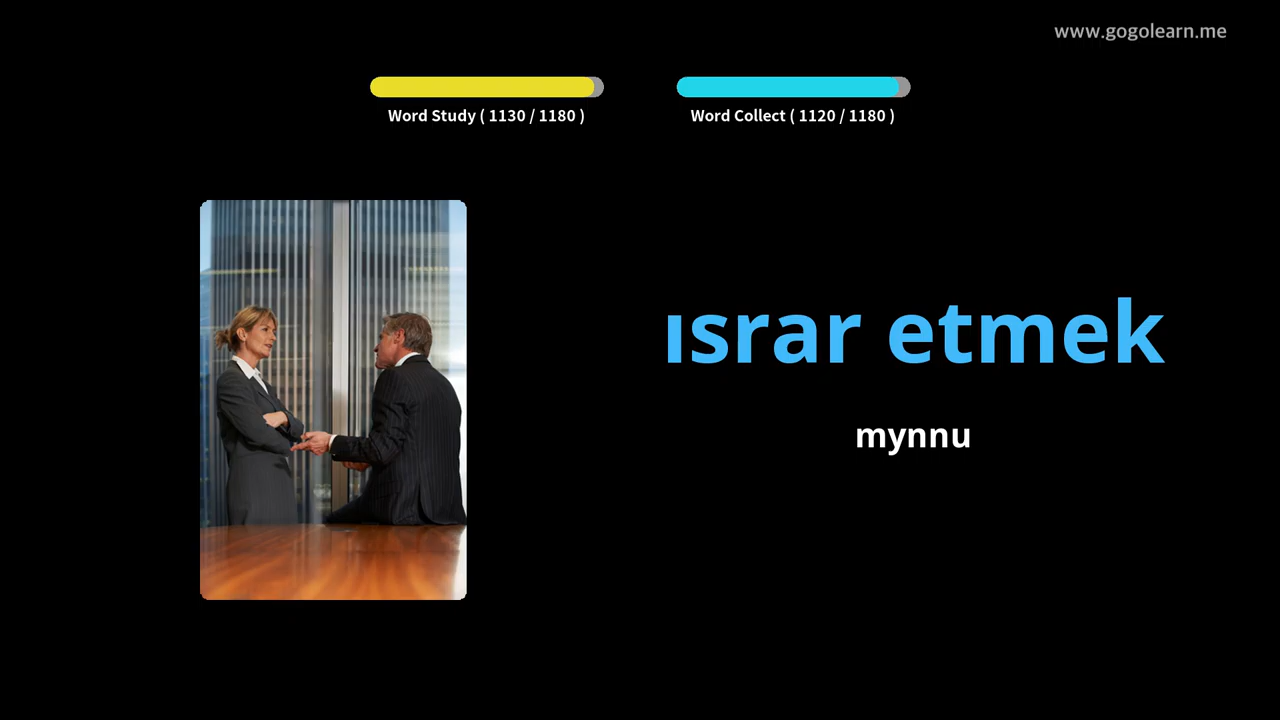 www.gogolearn.me
Word Study ( 1130 / 1180 )
Word Collect ( 1120 / 1180 )
ısrar etmek
mynnu